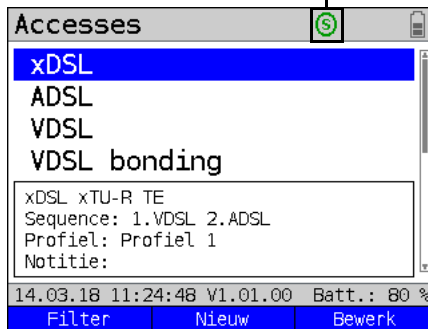 Accesses S
xDSL
ADSL
VDSL
VDSL bonding
xDSL xTU-R TE
Sequence: 1.VDSL 2.ADSL
Profiel: Profiel 1
Notitie:
14.03.18 11:24:48 V1.01.00 Batt.: 80 %
Filter Nieuw Bewerk